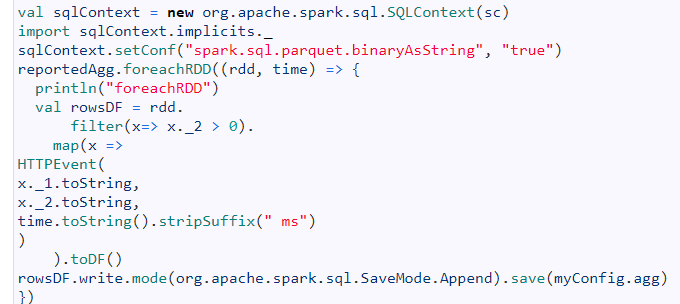 val sqlContext = new org.apache.spark.sql.SQLContext(sc)
import sqlContext.implicits._
sqlContext.setConf("spark.sql.parquet.binaryAsString", "true")
reportedAgg.foreachRDD((rdd, time) => {
  println("foreachRDD")
  val rowsDF = rdd.
      filter(x=> x._2 > 0).
    map(x =>
HTTPEvent(
x._1.toString,
x._2.toString,
time.toString().stripSuffix(" ms")
)
    ).toDF()
rowsDF.write.mode(org.apache.spark.sql.SaveMode.Append).save(myConfig.agg)
})